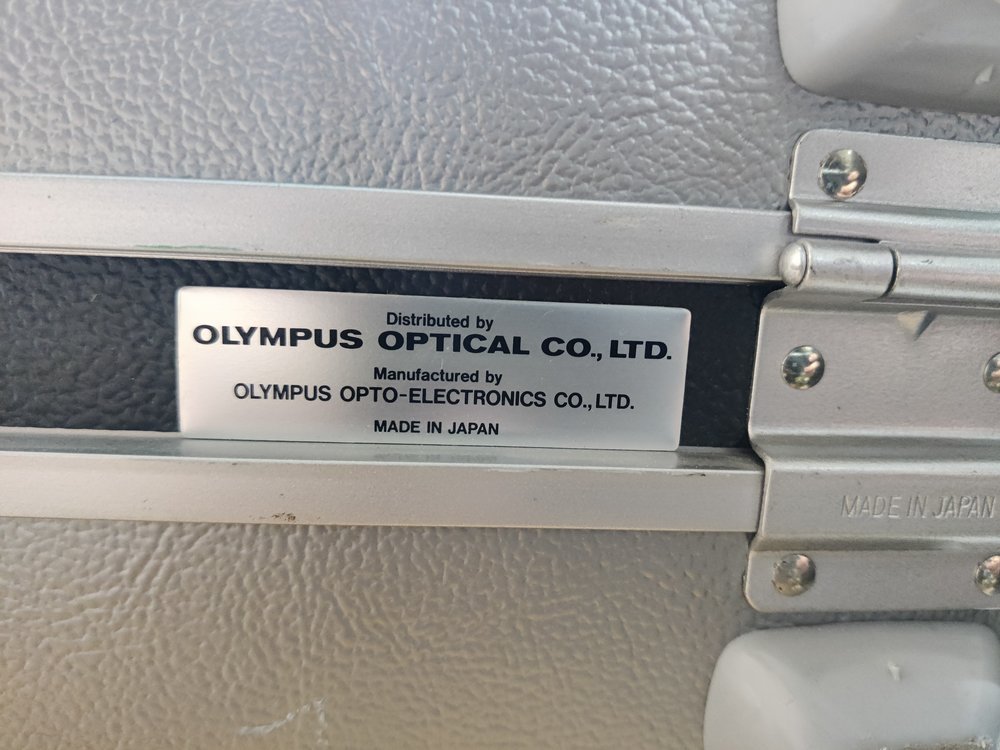 Distributed by
OLYMPUS OPTICAL CO., LTD.
Manufactured by
OLYMPUS OPTO-ELECTRONICS CO., LTD.
MADE IN JAPAN
MADE IN JAPAN